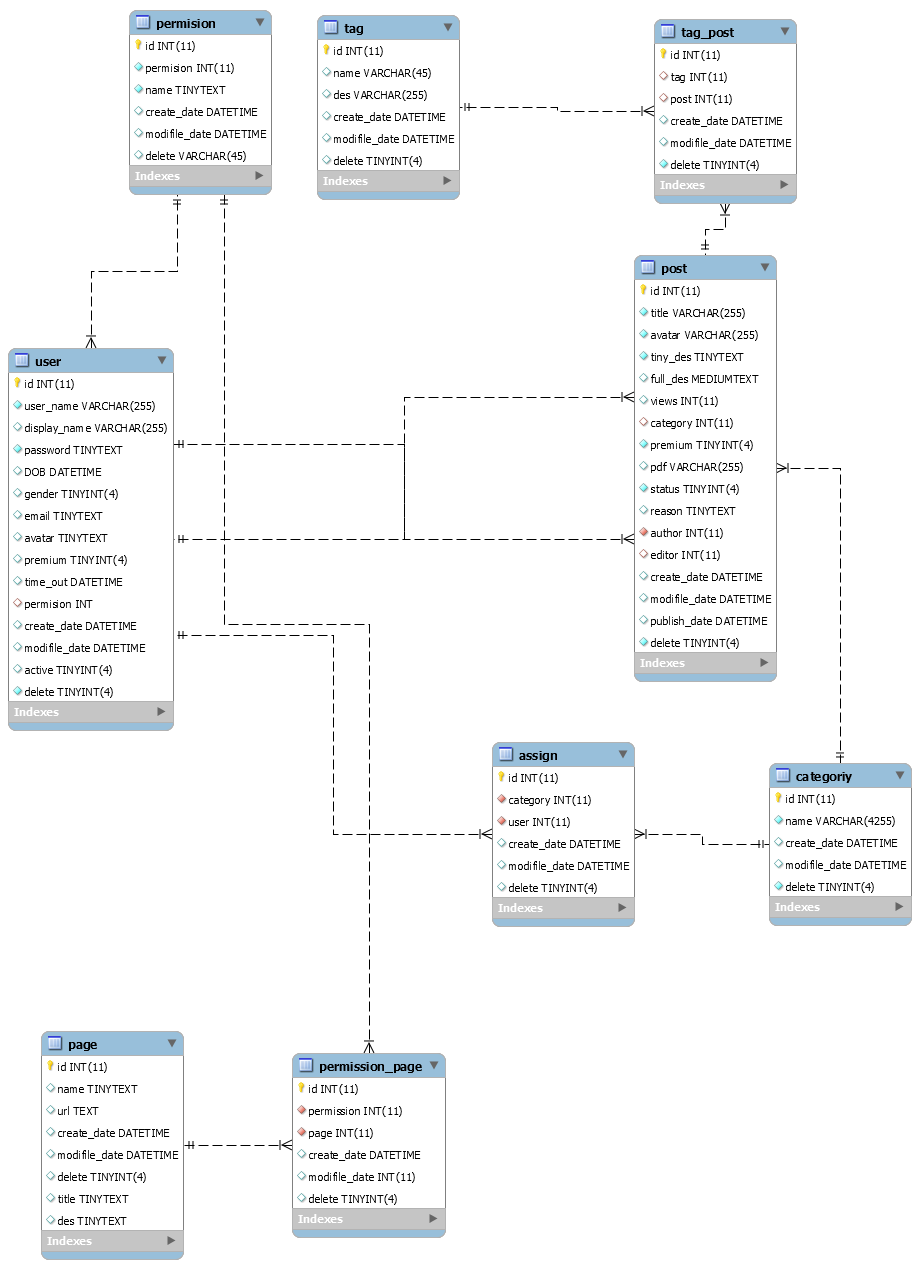 permision
id INT(11)
permision INT(11)
name TINYTEXT
create_date DATETIME
modifile_date DATETIME
delete VARCHAR(45)
Indexes
tag
id INT(11)
name VARCHAR(45)
des VARCHAR(255)
create_date DATETIME
modifile_date DATETIME
delete TINYINT(4)
Indexes
tag_post
id INT(11)
tag INT(11)
post INT(11)
create_date DATETIME
modifile_date DATETIME
delete TINYINT(4)
Indexes
user
id INT(11)
user_name VARCHAR(255)
display_name VARCHAR(255)
password TINYTEXT
DOB DATETIME
gender TINYINT(4)
email TINYTEXT
avatar TINYTEXT
premium TINYINT(4)
time_out DATETIME
permision INT
create_date DATETIME
modifile_date DATETIME
active TINYINT(4)
delete TINYINT(4)
Indexes
post
id INT(11)
title VARCHAR(255)
avatar VARCHAR(255)
tiny_des TINYTEXT
full_des MEDIUMTEXT
views INT(11)
category INT(11)
premium TINYINT(4)
pdf VARCHAR(255)
status TINYINT(4)
reason TINYTEXT
author INT(11)
editor INT(11)
create_date DATETIME
modifile_date DATETIME
publish_date DATETIME
delete TINYINT(4)
Indexes
assign
id INT(11)
category INT(11)
user INT(11)
create_date DATETIME
modifile_date DATETIME
delete TINYINT(4)
Indexes
categoriy
id INT(11)
name VARCHAR(4255)
create_date DATETIME
modifile_date DATETIME
delete TINYINT(4)
Indexes
page
id INT(11)
name TINYTEXT
url TEXT
create_date DATETIME
modifile_date DATETIME
delete TINYINT(4)
title TINYTEXT
des TINYTEXT
Indexes
permission_page
id INT(11)
permission INT(11)
page INT(11)
create_date DATETIME
modifile_date INT(11)
delete TINYINT(4)
Indexes